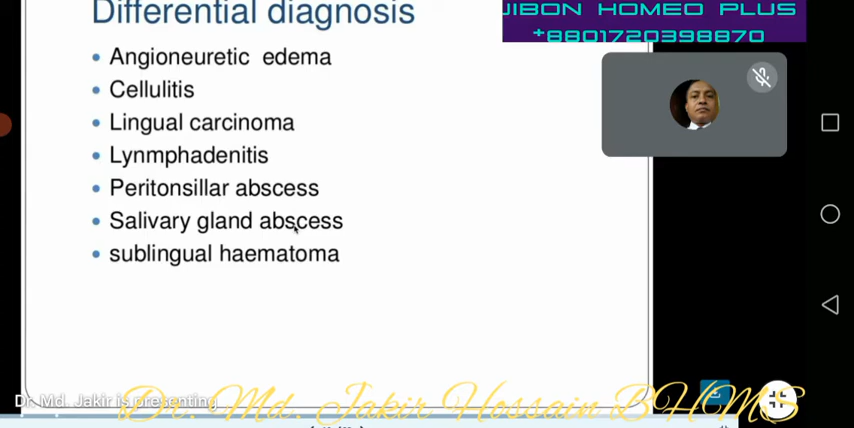 Differential diagnosis
JIBON HOMEO PLUS
+8801720398870
• Angioneuretic edema
• Cellulitis
• Lingual carcinoma
• Lynmphadenitis
• Peritonsillar abscess
• Salivary gland abscess
• sublingual haematoma
Dr. Md. Jakir is presenting
Dr. Md. Jakir Hossain BHMS